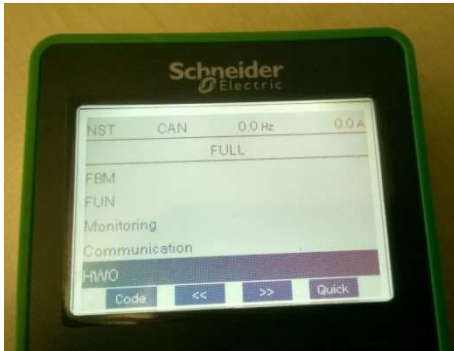 Schneider
Electric
NST CAN 0.0 Hz 0.0 A
FULL
FBM
FUN
Monitoring
Communication
HWO
Code << >> Quick